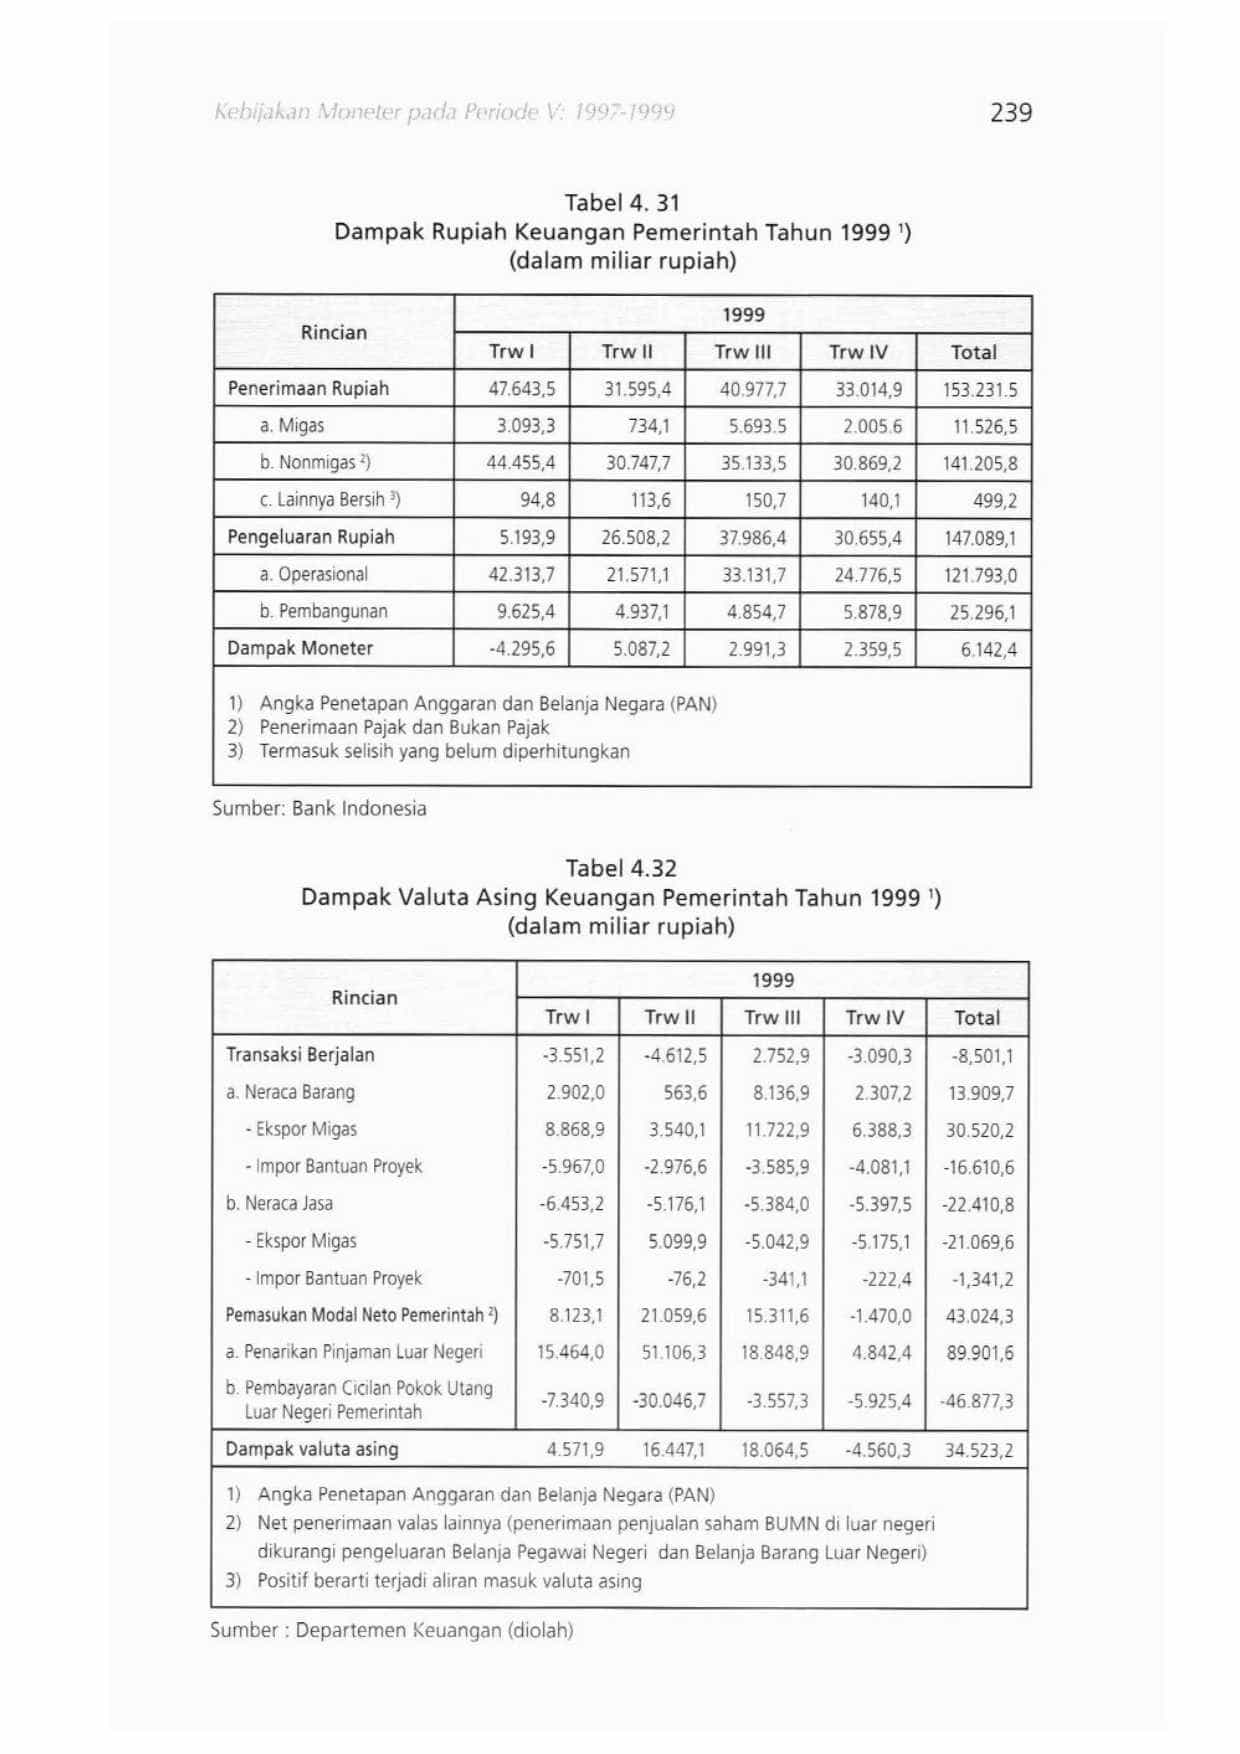 Kebijakan Moneter pada Periode V: 1997-1999 239
Tabel 4. 31
Dampak Rupiah Keuangan Pemerintah Tahun 1999 ¹)
(dalam miliar rupiah)
Rincian 1999
Trw I Trw II Trw III Trw IV Total
Penerimaan Rupiah 47.643,5 31.595,4 40.977,7 33.014,9 153.231.5
a. Migas 3.093,3 734,1 5.693.5 2.005.6 11.526,5
b. Nonmigas ²) 44.455,4 30.747,7 35.133,5 30.869,2 141.205,8
c. Lainnya Bersih ³) 94,8 113,6 150,7 140,1 499,2
Pengeluaran Rupiah 5.193,9 26.508,2 37.986,4 30.655,4 147.089,1
a. Operasional 42.313,7 21.571,1 33.131,7 24.776,5 121.793,0
b. Pembangunan 9.625,4 4.937,1 4.854,7 5.878,9 25.296,1
Dampak Moneter -4.295,6 5.087,2 2.991,3 2.359,5 6.142,4
1) Angka Penetapan Anggaran dan Belanja Negara (PAN)
2) Penerimaan Pajak dan Bukan Pajak
3) Termasuk selisih yang belum diperhitungkan
Sumber: Bank Indonesia
Tabel 4.32
Dampak Valuta Asing Keuangan Pemerintah Tahun 1999 ¹)
(dalam miliar rupiah)
Rincian 1999
Trw I Trw II Trw III Trw IV Total
Transaksi Berjalan -3.551,2 -4.612,5 2.752,9 -3.090,3 -8,501,1
a. Neraca Barang 2.902,0 563,6 8.136,9 2.307,2 13.909,7
- Ekspor Migas 8.868,9 3.540,1 11.722,9 6.388,3 30.520,2
- Impor Bantuan Proyek -5.967,0 -2.976,6 -3.585,9 -4.081,1 -16.610,6
b. Neraca Jasa -6.453,2 -5.176,1 -5.384,0 -5.397,5 -22.410,8
- Ekspor Migas -5.751,7 5.099,9 -5.042,9 -5.175,1 -21.069,6
- Impor Bantuan Proyek -701,5 -76,2 -341,1 -222,4 -1,341,2
Pemasukan Modal Neto Pemerintah ²) 8.123,1 21.059,6 15.311,6 -1.470,0 43.024,3
a. Penarikan Pinjaman Luar Negeri 15.464,0 51.106,3 18.848,9 4.842,4 89.901,6
b. Pembayaran Cicilan Pokok Utang
Luar Negeri Pemerintah -7.340,9 -30.046,7 -3.557,3 -5.925,4 -46.877,3
Dampak valuta asing 4.571,9 16.447,1 18.064,5 -4.560,3 34.523,2
1) Angka Penetapan Anggaran dan Belanja Negara (PAN)
2) Net penerimaan valas lainnya (penerimaan penjualan saham BUMN di luar negeri
dikurangi pengeluaran Belanja Pegawai Negeri dan Belanja Barang Luar Negeri)
3) Positif berarti terjadi aliran masuk valuta asing
Sumber : Departemen Keuangan (diolah)